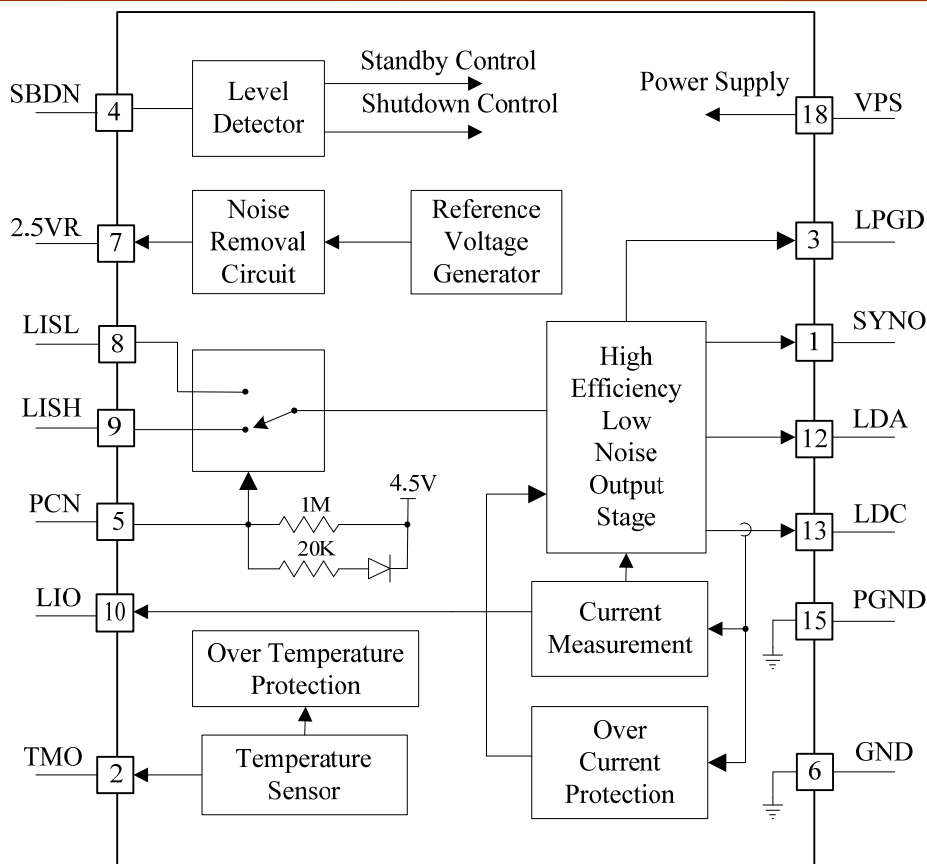 Standby Control
Shutdown Control
SBDN
4
Level
Detector
Power Supply
VPS
18
2.5VR
7
Noise
Removal
Circuit
Reference
Voltage
Generator
LPGD
3
LISL
8
SYNO
1
LISH
9
High
Efficiency
Low
Noise
Output
Stage
LDA
12
PCN
5
1M
20K
4.5V
LDC
13
LIO
10
Current
Measurement
PGND
15
Over Temperature
Protection
TMO
2
Temperature
Sensor
Over
Current
Protection
GND
6